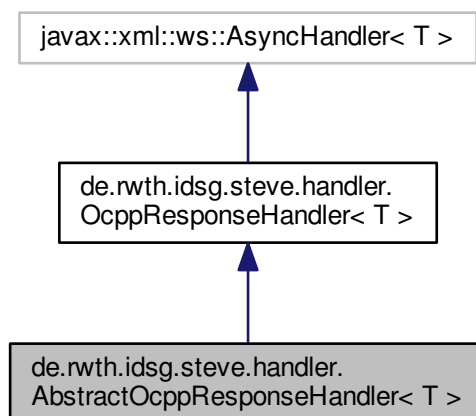 javax::xml::ws::AsyncHandler< T >
de.rwth.idsg.steve.handler.
OcppResponseHandler< T >
de.rwth.idsg.steve.handler.
AbstractOcppResponseHandler< T >